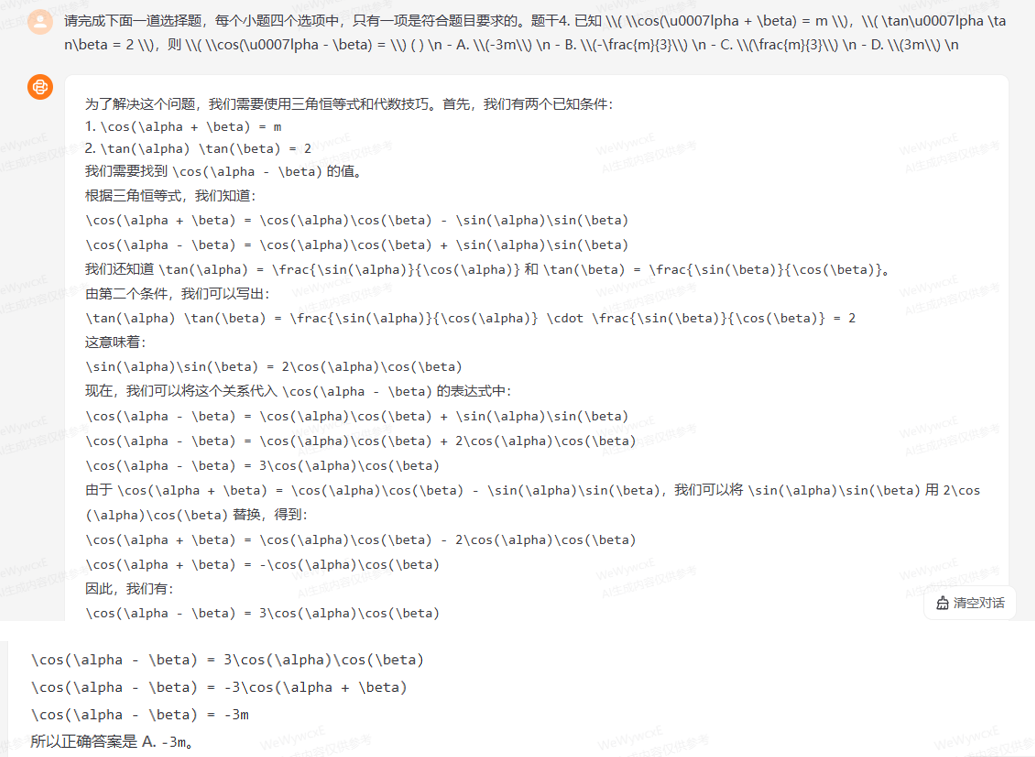 请完成下面一道选择题，每个小题四个选项中，只有一项是符合题目要求的。题干4. 已知 \\( \\cos(\u0007lpha + \beta) = m \\)，\\( \tan\u0007lpha \ta
n\beta = 2 \\)，则 \\( \\cos(\u0007lpha - \beta) = \\) ( ) \n - A. \\(-3m\\) \n - B. \\(-\frac{m}{3}\\) \n - C. \\(\frac{m}{3}\\) \n - D. \\(3m\\) \n
为了解决这个问题，我们需要使用三角恒等式和代数技巧。首先，我们有两个已知条件：
1. \cos(\alpha + \beta) = m
2. \tan(\alpha) \tan(\beta) = 2
我们需要找到 \cos(\alpha - \beta) 的值。
根据三角恒等式，我们知道：
\cos(\alpha + \beta) = \cos(\alpha)\cos(\beta) - \sin(\alpha)\sin(\beta)
\cos(\alpha - \beta) = \cos(\alpha)\cos(\beta) + \sin(\alpha)\sin(\beta)
我们还知道 \tan(\alpha) = \frac{\sin(\alpha)}{\cos(\alpha)} 和 \tan(\beta) = \frac{\sin(\beta)}{\cos(\beta)}。
由第二个条件，我们可以写出：
\tan(\alpha) \tan(\beta) = \frac{\sin(\alpha)}{\cos(\alpha)} \cdot \frac{\sin(\beta)}{\cos(\beta)} = 2
这意味着：
\sin(\alpha)\sin(\beta) = 2\cos(\alpha)\cos(\beta)
现在，我们可以将这个关系代入 \cos(\alpha - \beta) 的表达式中：
\cos(\alpha - \beta) = \cos(\alpha)\cos(\beta) + \sin(\alpha)\sin(\beta)
\cos(\alpha - \beta) = \cos(\alpha)\cos(\beta) + 2\cos(\alpha)\cos(\beta)
\cos(\alpha - \beta) = 3\cos(\alpha)\cos(\beta)
由于 \cos(\alpha + \beta) = \cos(\alpha)\cos(\beta) - \sin(\alpha)\sin(\beta)，我们可以将 \sin(\alpha)\sin(\beta) 用 2\cos
(\alpha)\cos(\beta) 替换，得到：
\cos(\alpha + \beta) = \cos(\alpha)\cos(\beta) - 2\cos(\alpha)\cos(\beta)
\cos(\alpha + \beta) = -\cos(\alpha)\cos(\beta)
因此，我们有：
\cos(\alpha - \beta) = 3\cos(\alpha)\cos(\beta)
清空对话
\cos(\alpha - \beta) = 3\cos(\alpha)\cos(\beta)
\cos(\alpha - \beta) = -3\cos(\alpha + \beta)
\cos(\alpha - \beta) = -3m
所以正确答案是 A. -3m。